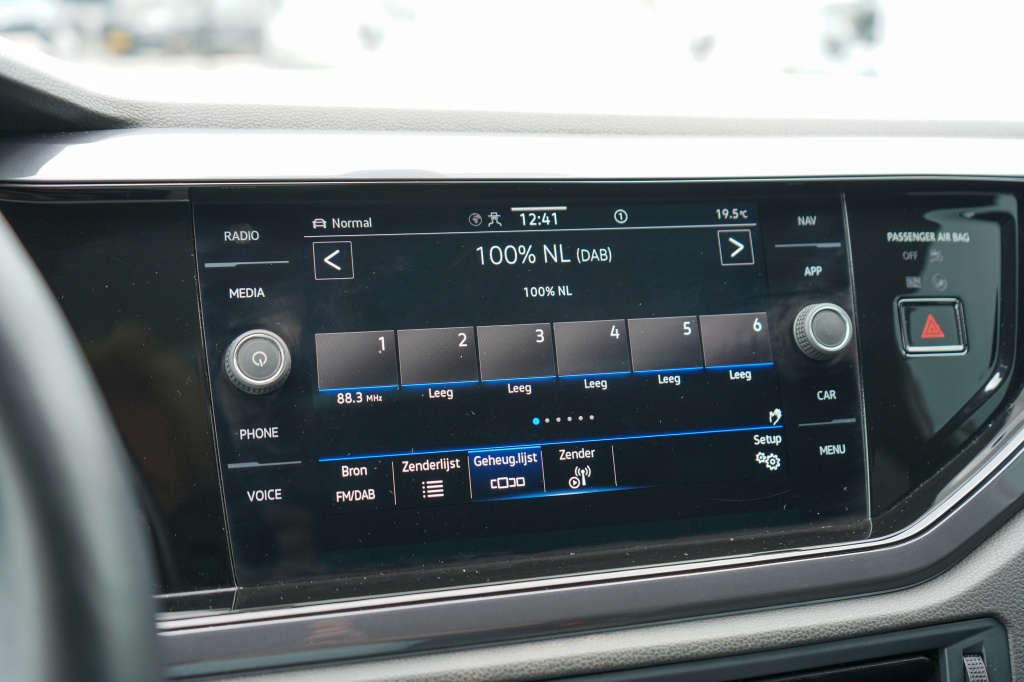 RADIO
MEDIA
PHONE
VOICE
Normal
12:41
1
19.5°C
100% NL (DAB)
100% NL
1
2
3
4
5
6
88.3 MHz
Leeg
Leeg
Leeg
Leeg
Leeg
Bron
FM/DAB
Zenderlijst
Geheug.lijst
Zender
Setup
NAV
APP
CAR
MENU
PASSENGER AIR BAG
OFF